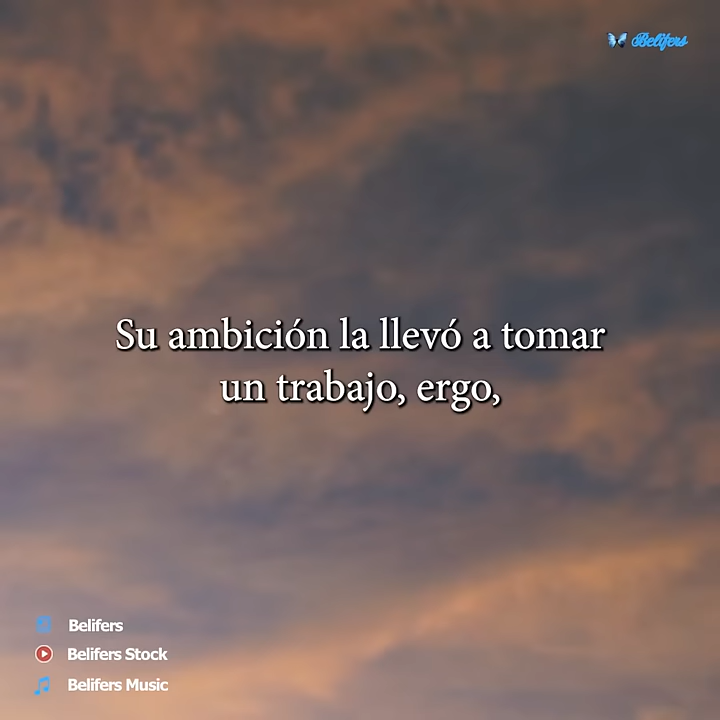 Belifers
Su ambición la llevó a tomar
un trabajo, ergo,
Belifers
Belifers Stock
Belifers Music